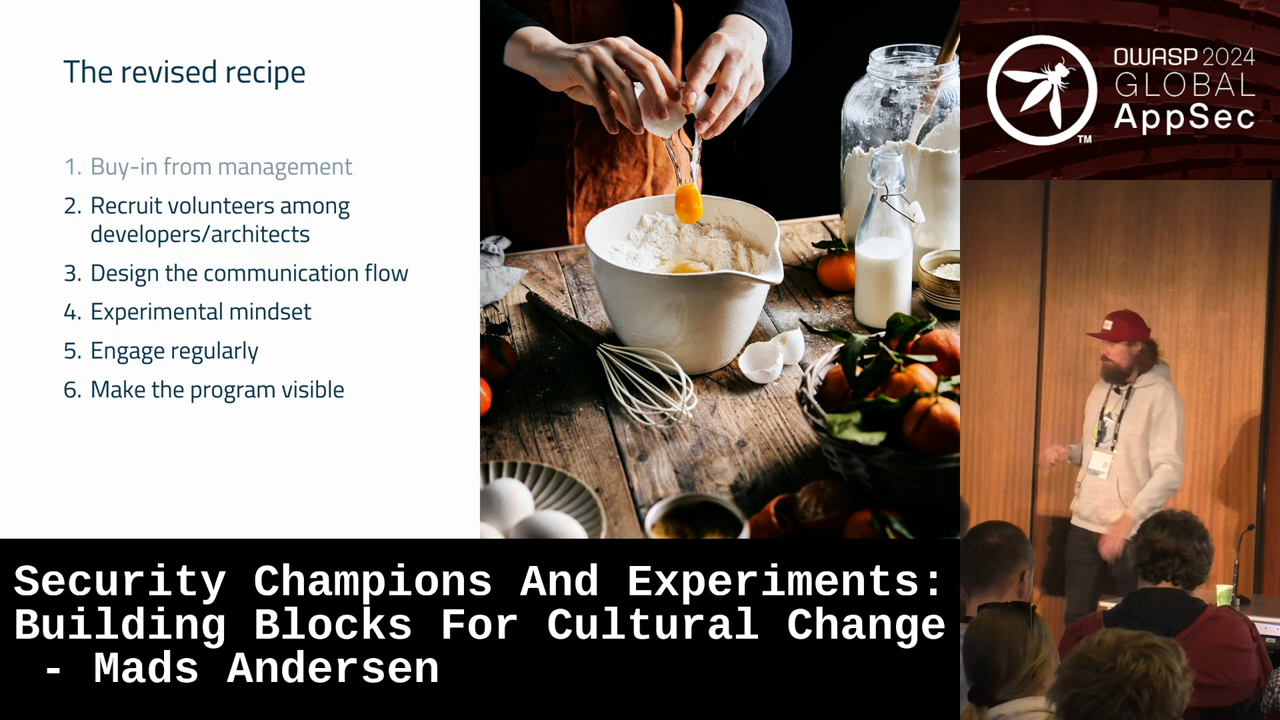 The revised recipe
1. Buy-in from management
2. Recruit volunteers among
developers/architects
3. Design the communication flow
4. Experimental mindset
5. Engage regularly
6. Make the program visible
OWASP 2024
GLOBAL
AppSec
TM
Security Champions And Experiments:
Building Blocks For Cultural Change
- Mads Andersen